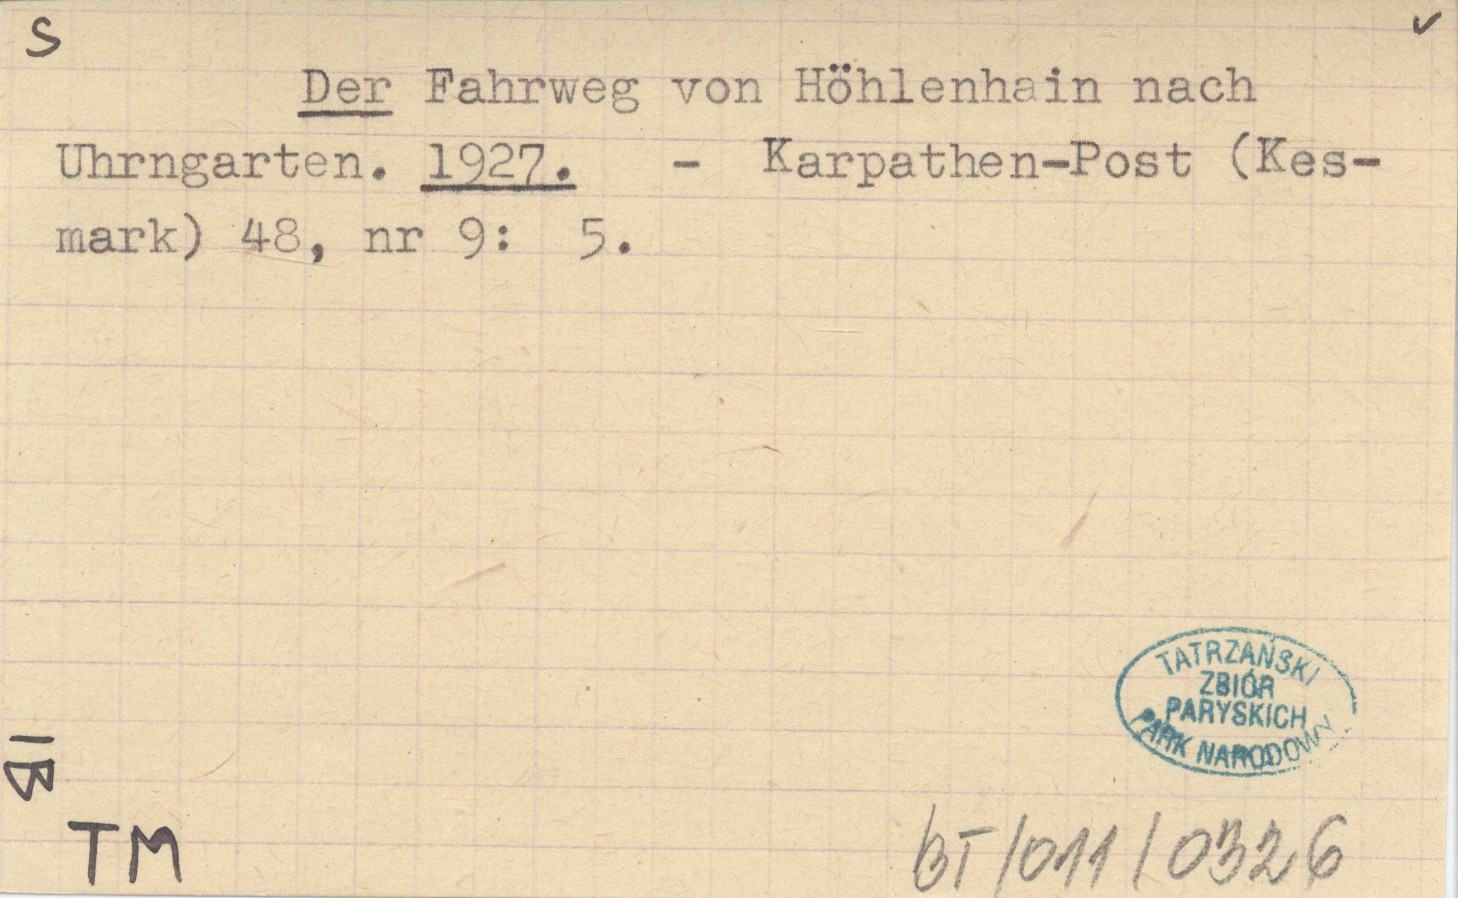 S
Der Fahrweg von Höhlenhain nach
Uhrngarten. 1927. - Karpathen-Post (Kes-
mark) 48, nr 9: 5.
TATRZAŃSKI
ZBIÓR
PARYSKICH
PARK NARODOWY
IB
TM
BT/011/0326